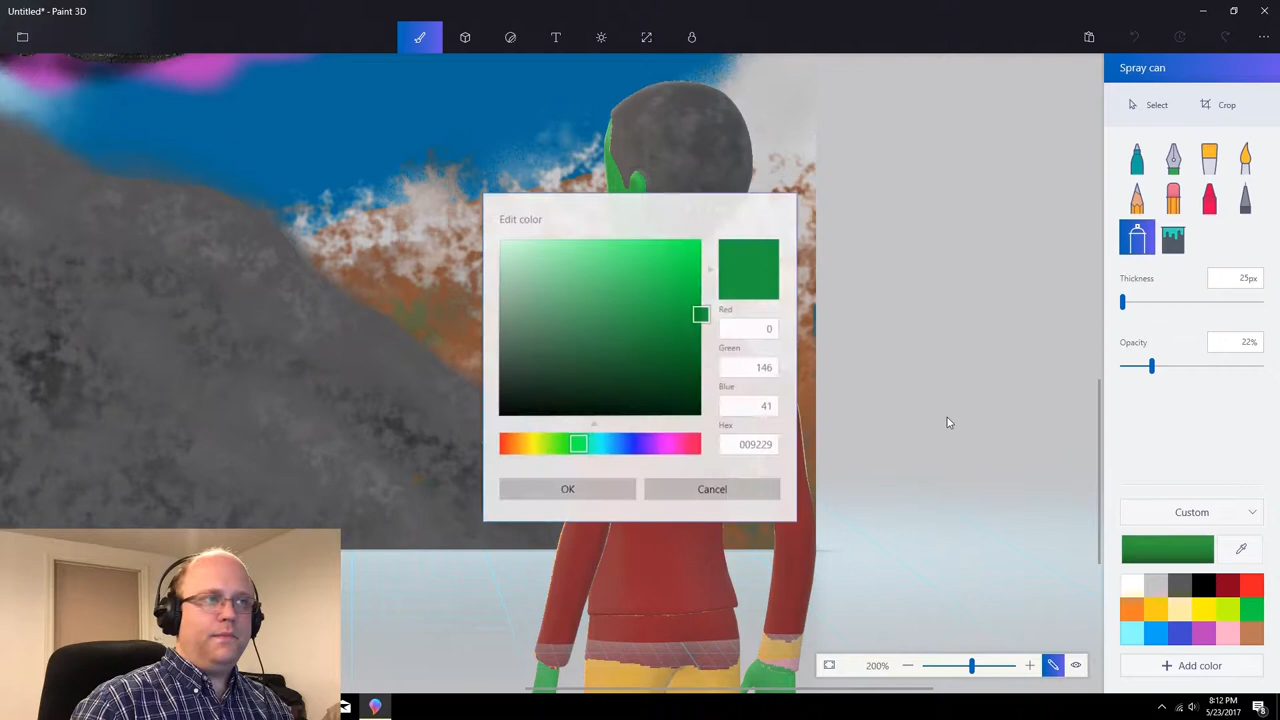 Untitled* - Paint 3D
Spray can
Select
Crop
Thickness
25px
Opacity
22%
Edit color
Red
0
Green
146
Blue
41
Hex
009229
OK
Cancel
Custom
Add color
200%
8:12 PM
5/23/2017